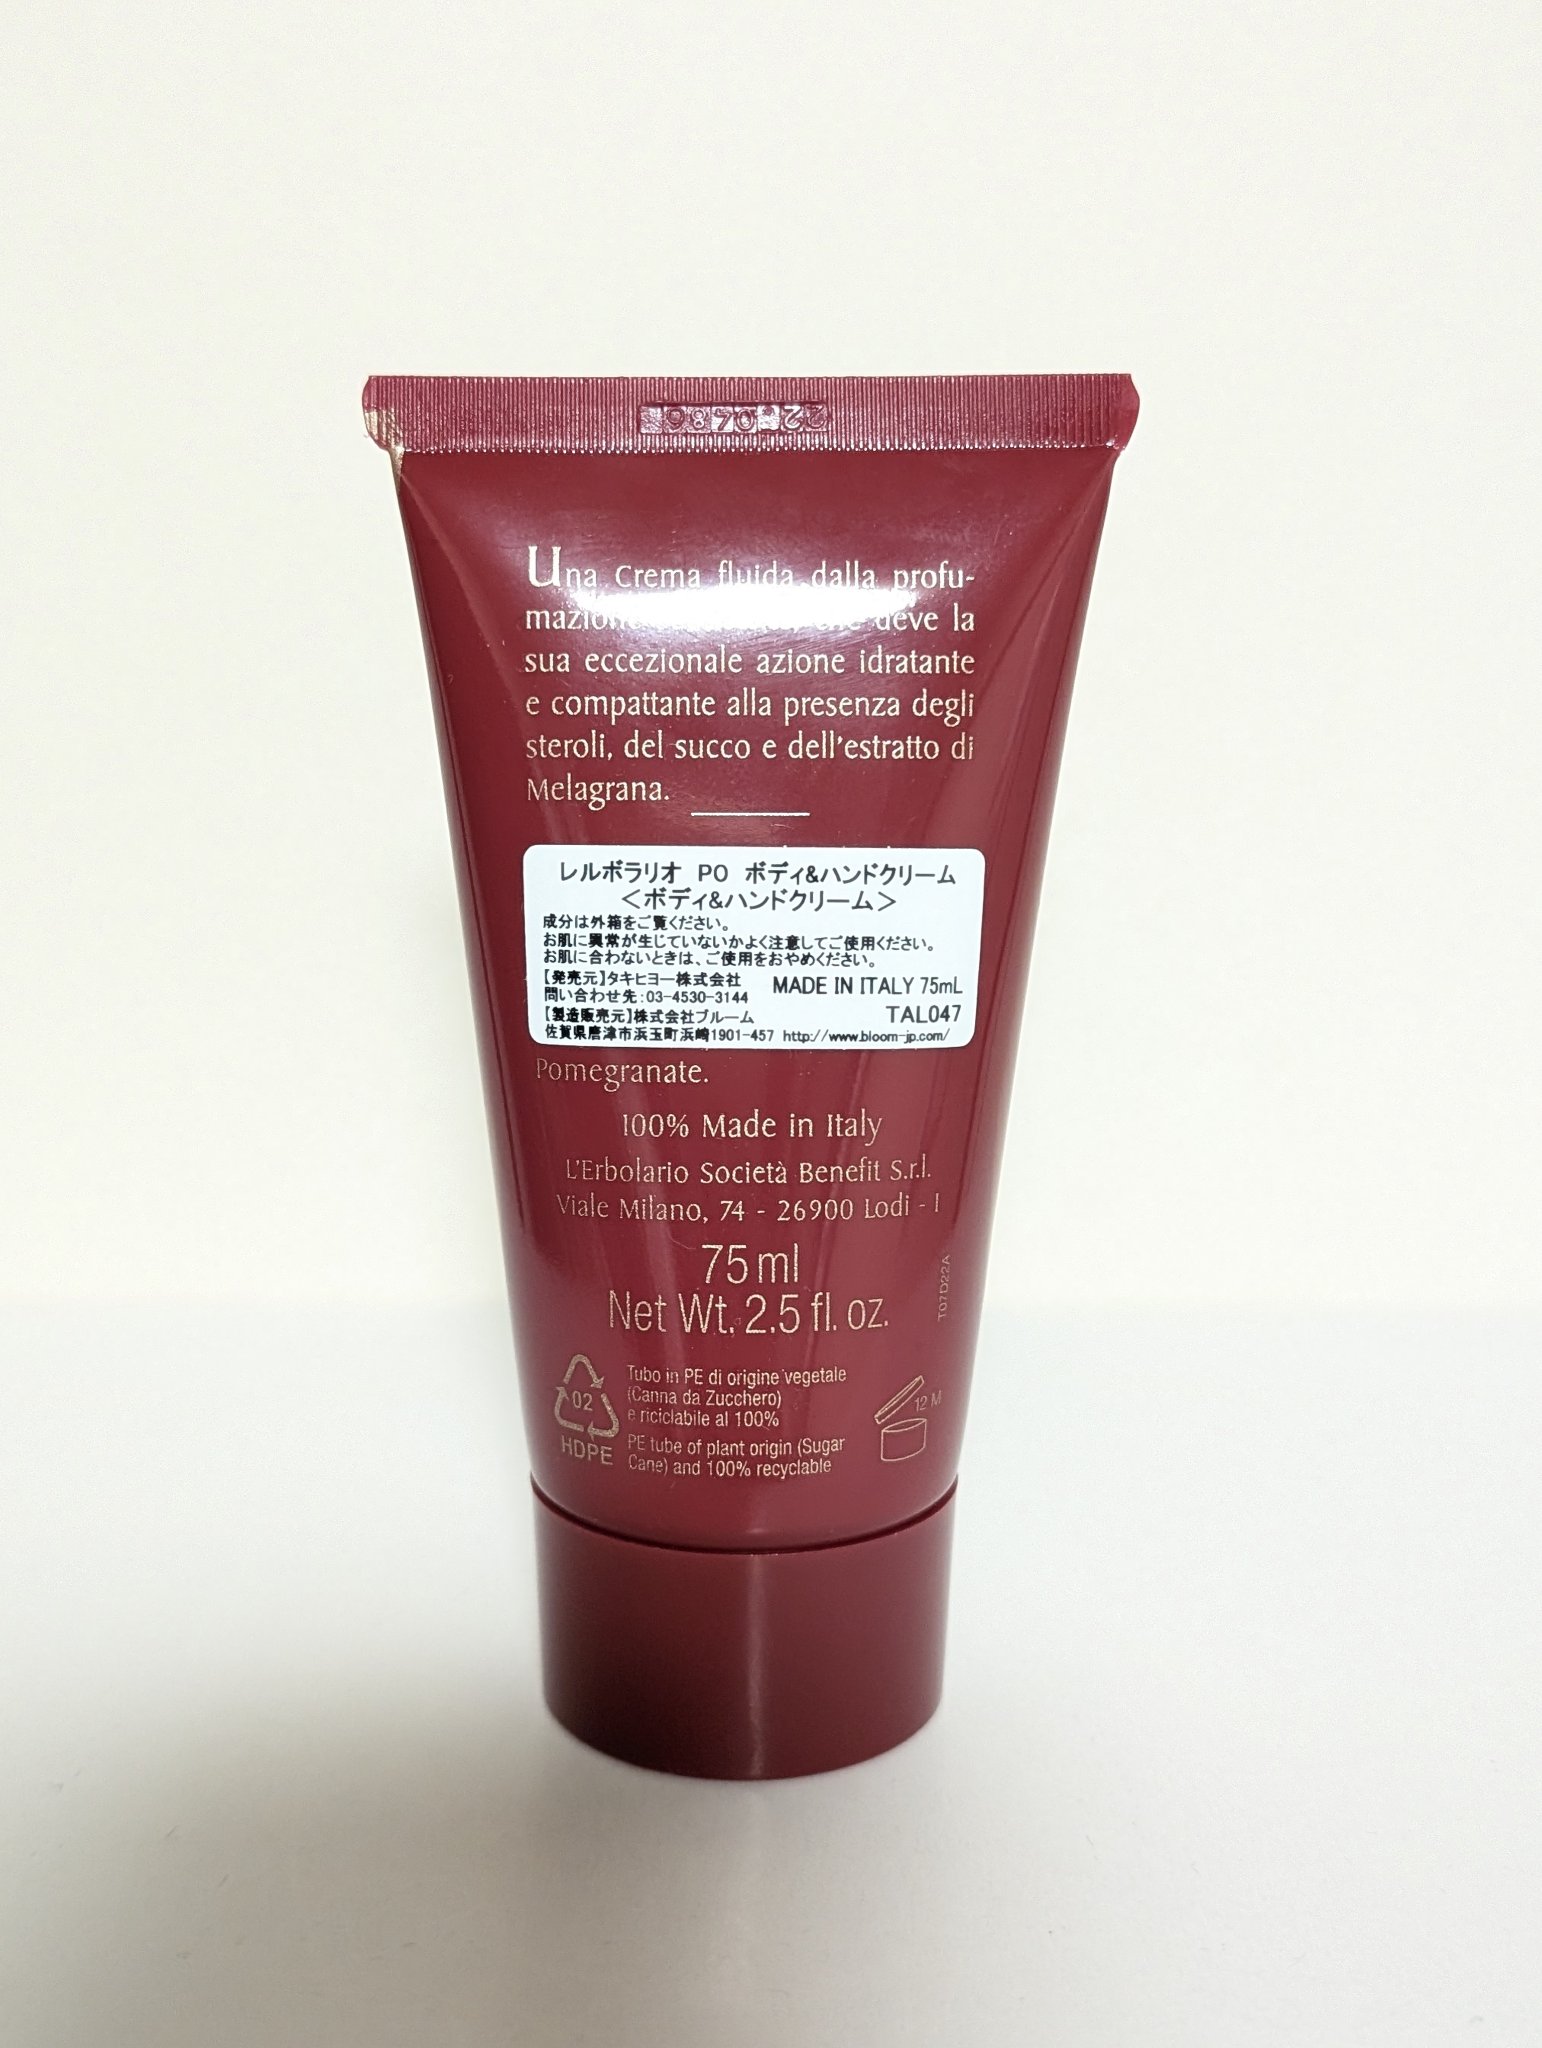 Una Crema fluida dalla profu-
deve la
sua eccezionale azione idratante
e compattante alla presenza degli
steroli, del succo e dell'estratto di
Melagrana.
レルボラリオ PO ボディ&ハンドクリーム
＜ボディ&ハンドクリーム＞
成分は外箱をご覧ください。
お肌に異常が生じていないかよく注意してご使用ください。
お肌に合わないときは、ご使用をおやめください。
【発売元】タキヒヨー株式会社 MADE IN ITALY 75mL
問い合わせ先：03-4530-3144
【製造販売元】株式会社ブルーム TAL047
佐賀県唐津市浜玉町浜崎1901-457 http://www.bloom-jp.com/
Pomegranate.
100% Made in Italy
L'Erbolario Società Benefit S.r.l.
Viale Milano, 74 - 26900 Lodi - I
75 ml
Net Wt. 2.5 fl. oz.
T07D22A
02
HDPE
Tubo in PE di origine vegetale
(Canna da Zucchero)
e riciclabile al 100%
PE tube of plant origin (Sugar
Cane) and 100% recyclable
12 M